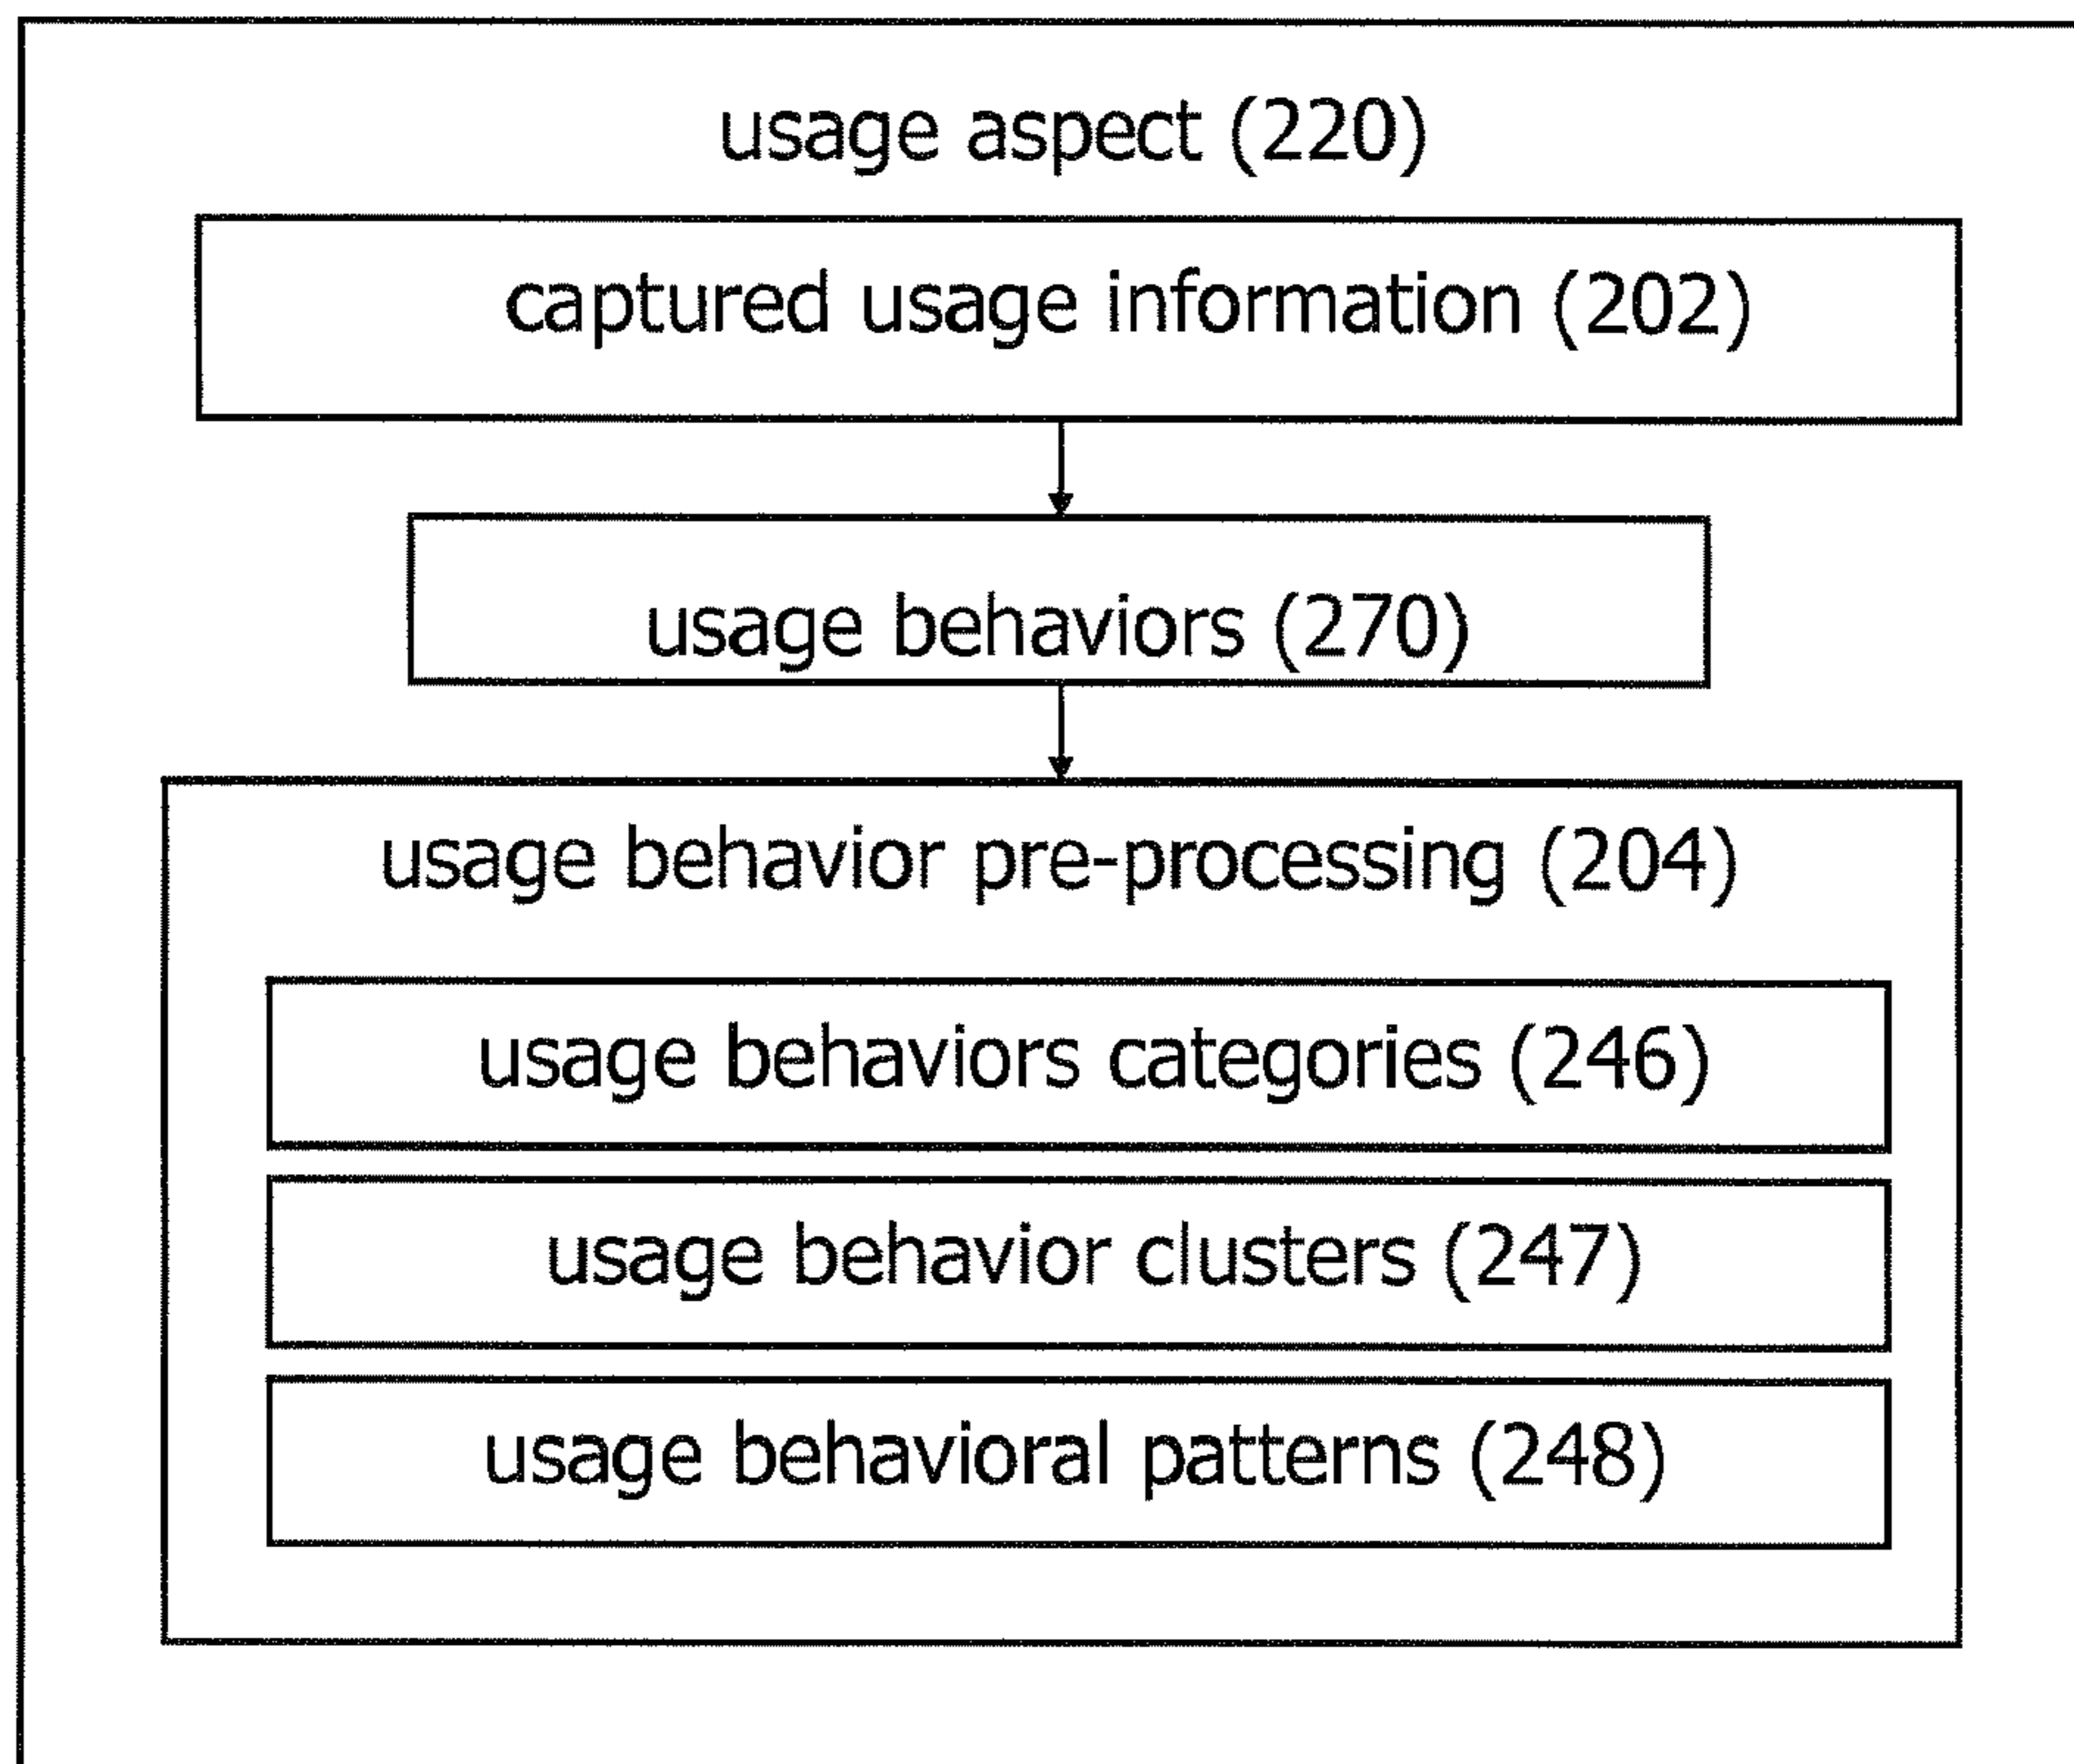 usage aspect (220)
captured usage information (202)
usage behaviors (270)
usage behavior pre-processing (204)
usage behaviors categories (246)
usage behavior clusters (247)
usage behavioral patterns (248)